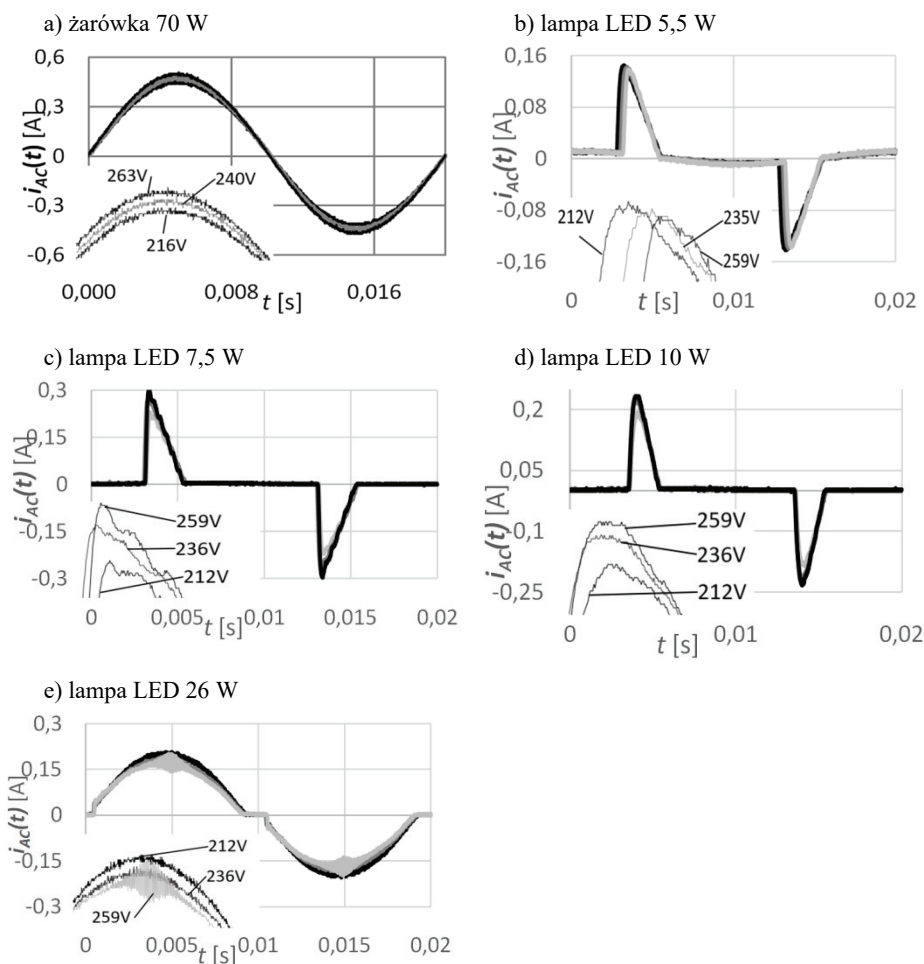 a) żarówka 70 W
0,6
0,3
0
-0,3
-0,6
i_AC(t) [A]
263V
240V
216V
0,000
0,008
0,016
t [s]
b) lampa LED 5,5 W
0,16
0,08
0
-0,08
-0,16
i_AC(t) [A]
212V
235V
259V
0
0,01
0,02
t [s]
c) lampa LED 7,5 W
0,3
0,15
0
-0,15
-0,3
i_AC(t) [A]
259V
236V
212V
0
0,005
0,01
0,015
0,02
t [s]
d) lampa LED 10 W
0,2
0,05
-0,1
-0,25
i_AC(t) [A]
259V
236V
212V
0
0,01
0,02
t [s]
e) lampa LED 26 W
0,3
0,15
0
-0,15
-0,3
i_AC(t) [A]
212V
236V
259V
0
0,005
0,01
0,015
0,02
t [s]